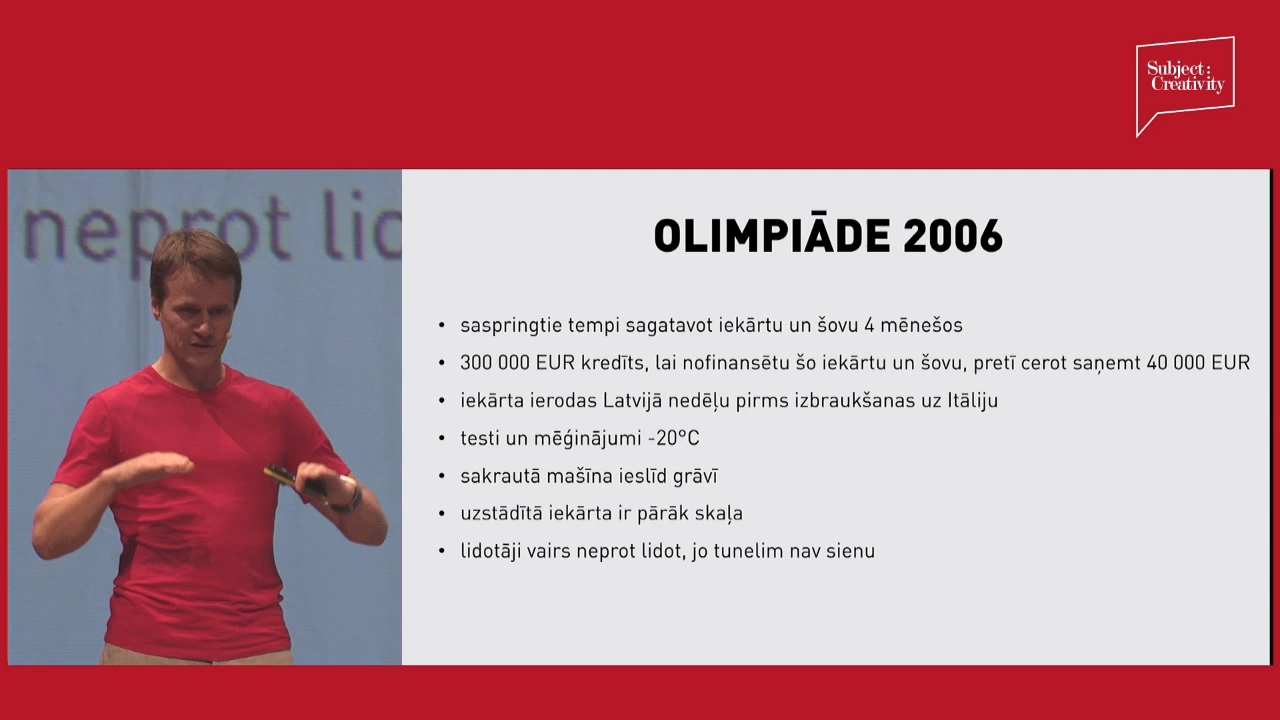 Subject:
Creativity
neprot lid
OLIMPIĀDE 2006
• saspringtie tempi sagatavot iekārtu un šovu 4 mēnešos
• 300 000 EUR kredīts, lai nofinansētu šo iekārtu un šovu, pretī cerot saņemt 40 000 EUR
• iekārta ierodas Latvijā nedēļu pirms izbraukšanas uz Itāliju
• testi un mēģinājumi -20°C
• sakrautā mašīna ieslīd grāvī
• uzstādītā iekārta ir pārāk skaļa
• lidotāji vairs neprot lidot, jo tunelim nav sienu